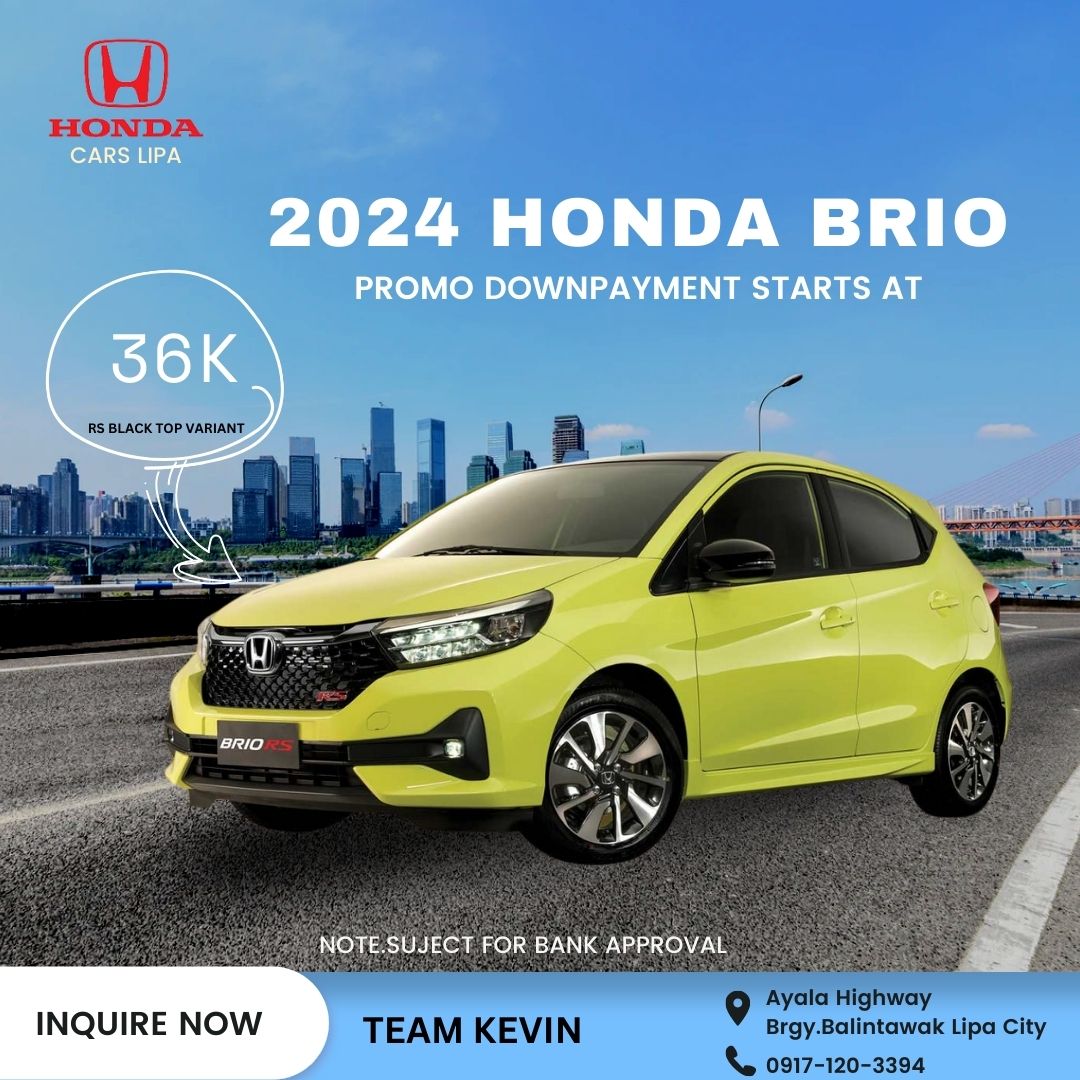 HONDA
CARS LIPA
2024 HONDA BRIO
PROMO DOWNPAYMENT STARTS AT
36K
RS BLACK TOP VARIANT
RS
BRIO RS
NOTE.SUJECT FOR BANK APPROVAL
INQUIRE NOW
TEAM KEVIN
Ayala Highway
Brgy.Balintawak Lipa City
0917-120-3394